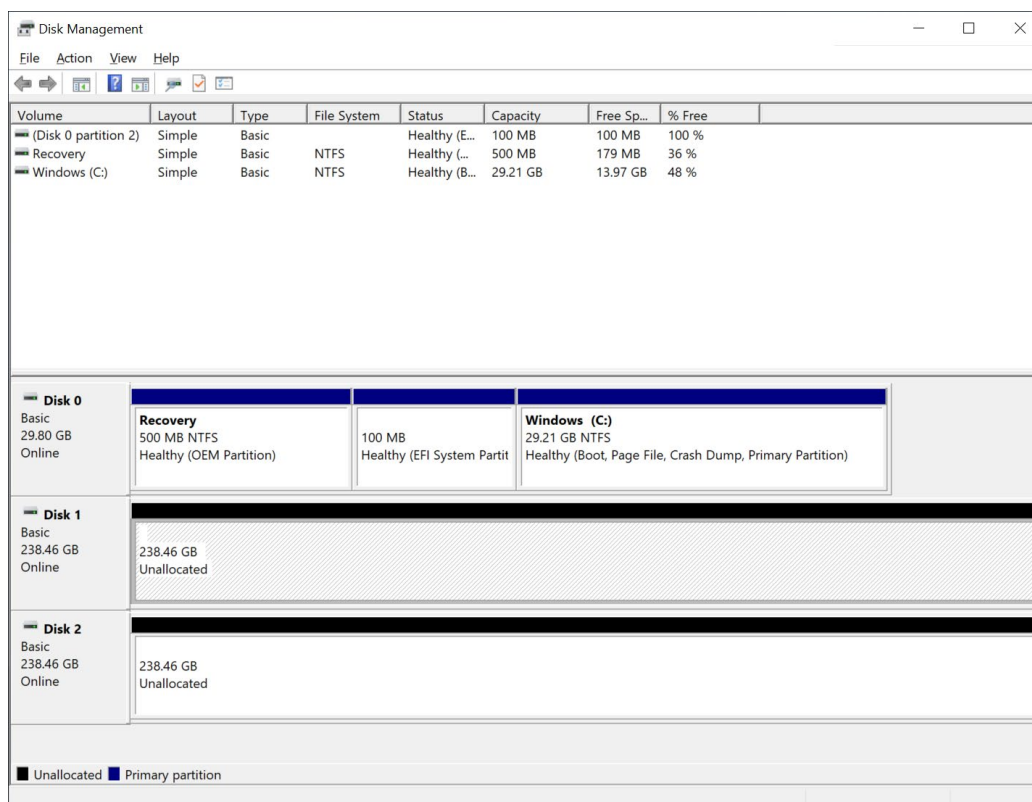 Disk Management
File Action View Help
Volume Layout Type File System Status Capacity Free Sp... % Free
(Disk 0 partition 2) Simple Basic Healthy (E... 100 MB 100 MB 100 %
Recovery Simple Basic NTFS Healthy (... 500 MB 179 MB 36 %
Windows (C:) Simple Basic NTFS Healthy (B... 29.21 GB 13.97 GB 48 %
Disk 0
Basic
29.80 GB
Online
Recovery
500 MB NTFS
Healthy (OEM Partition)
100 MB
Healthy (EFI System Partit
Windows (C:)
29.21 GB NTFS
Healthy (Boot, Page File, Crash Dump, Primary Partition)
Disk 1
Basic
238.46 GB
Online
238.46 GB
Unallocated
Disk 2
Basic
238.46 GB
Online
238.46 GB
Unallocated
Unallocated Primary partition